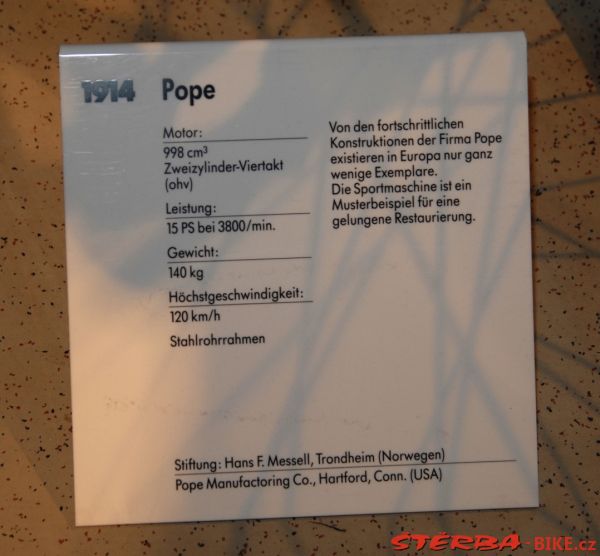 1914 Pope
Motor:
998 cm³
Zweizylinder-Viertakt
(ohv)
Leistung:
15 PS bei 3800/min.
Gewicht:
140 kg
Höchstgeschwindigkeit:
120 km/h
Stahlrohrrahmen
Von den fortschrittlichen
Konstruktionen der Firma Pope
existieren in Europa nur ganz
wenige Exemplare.
Die Sportmaschine ist ein
Musterbeispiel für eine
gelungene Restaurierung.
Stiftung: Hans F. Messell, Trondheim (Norwegen)
Pope Manufactoring Co., Hartford, Conn. (USA)
STERBA-BIKE.cz